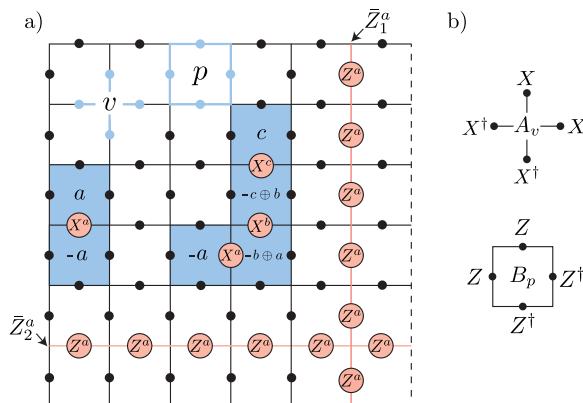 a)
Z̄₁ᵃ
b)
p
Zᵃ
v
X
X†
A_v
X
X†
c
Zᵃ
Xᶜ
a
-c ⊕ b
Zᵃ
Xᵃ
Xᵇ
-a
-a
Xᵃ
-b ⊕ a
Zᵃ
Z
Z
B_p
Z†
Z†
Z̄₂ᵃ
Zᵃ
Zᵃ
Zᵃ
Zᵃ
Zᵃ
Zᵃ
Zᵃ
Zᵃ